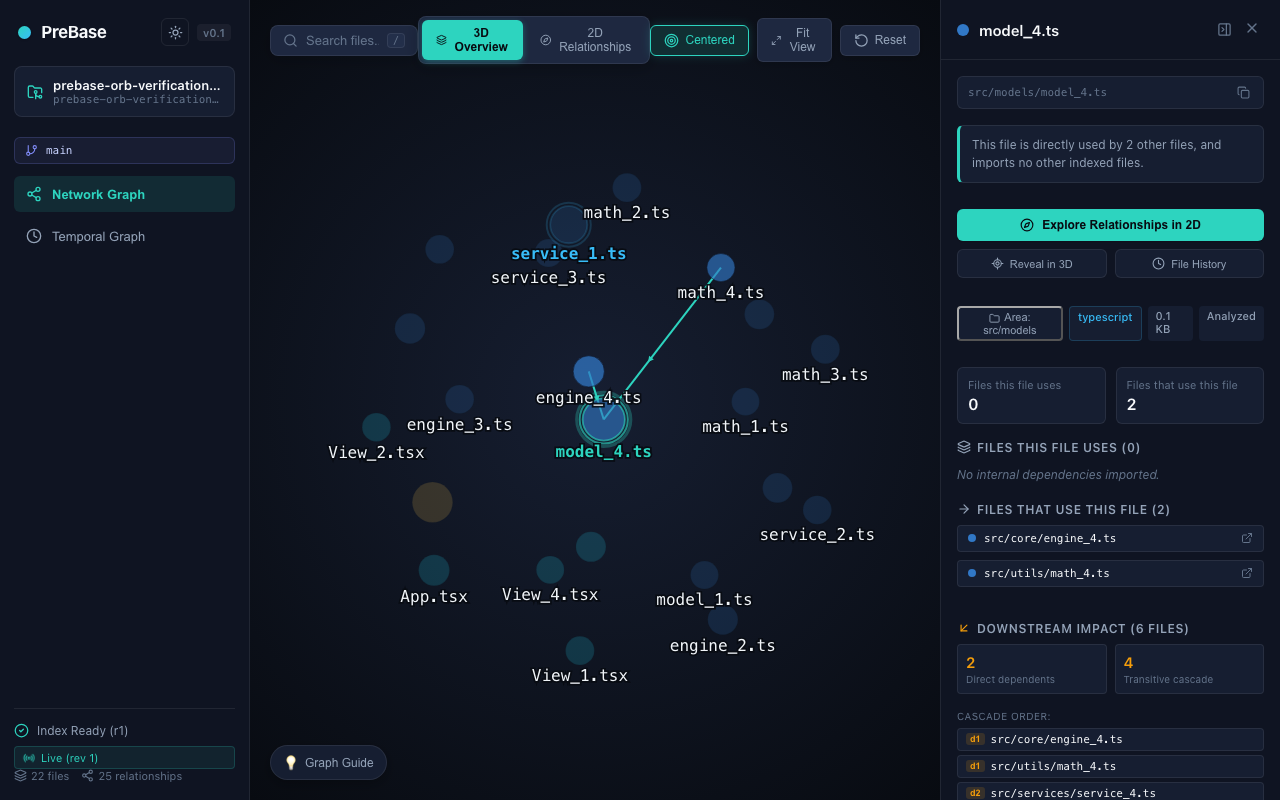 PreBase
v0.1
prebase-orb-verification...
prebase-orb-verification…
main
Network Graph
Temporal Graph
Index Ready (r1)
Live (rev 1)
22 files
25 relationships
Search files.
/
3D
Overview
2D
Relationships
Centered
Fit
View
Reset
math_2.ts
service_1.ts
service_3.ts
math_4.ts
math_3.ts
engine_4.ts
engine_3.ts
math_1.ts
View_2.tsx
model_4.ts
service_2.ts
App.tsx
View_4.tsx
model_1.ts
engine_2.ts
View_1.tsx
Graph Guide
model_4.ts
src/models/model_4.ts
This file is directly used by 2 other files, and
imports no other indexed files.
Explore Relationships in 2D
Reveal in 3D
File History
Area:
src/models
typescript
0.1
KB
Analyzed
Files this file uses
0
Files that use this file
2
FILES THIS FILE USES (0)
No internal dependencies imported.
FILES THAT USE THIS FILE (2)
src/core/engine_4.ts
src/utils/math_4.ts
DOWNSTREAM IMPACT (6 FILES)
2
Direct dependents
4
Transitive cascade
CASCADE ORDER:
d1 src/core/engine_4.ts
d1 src/utils/math_4.ts
d2 src/services/service_4.ts